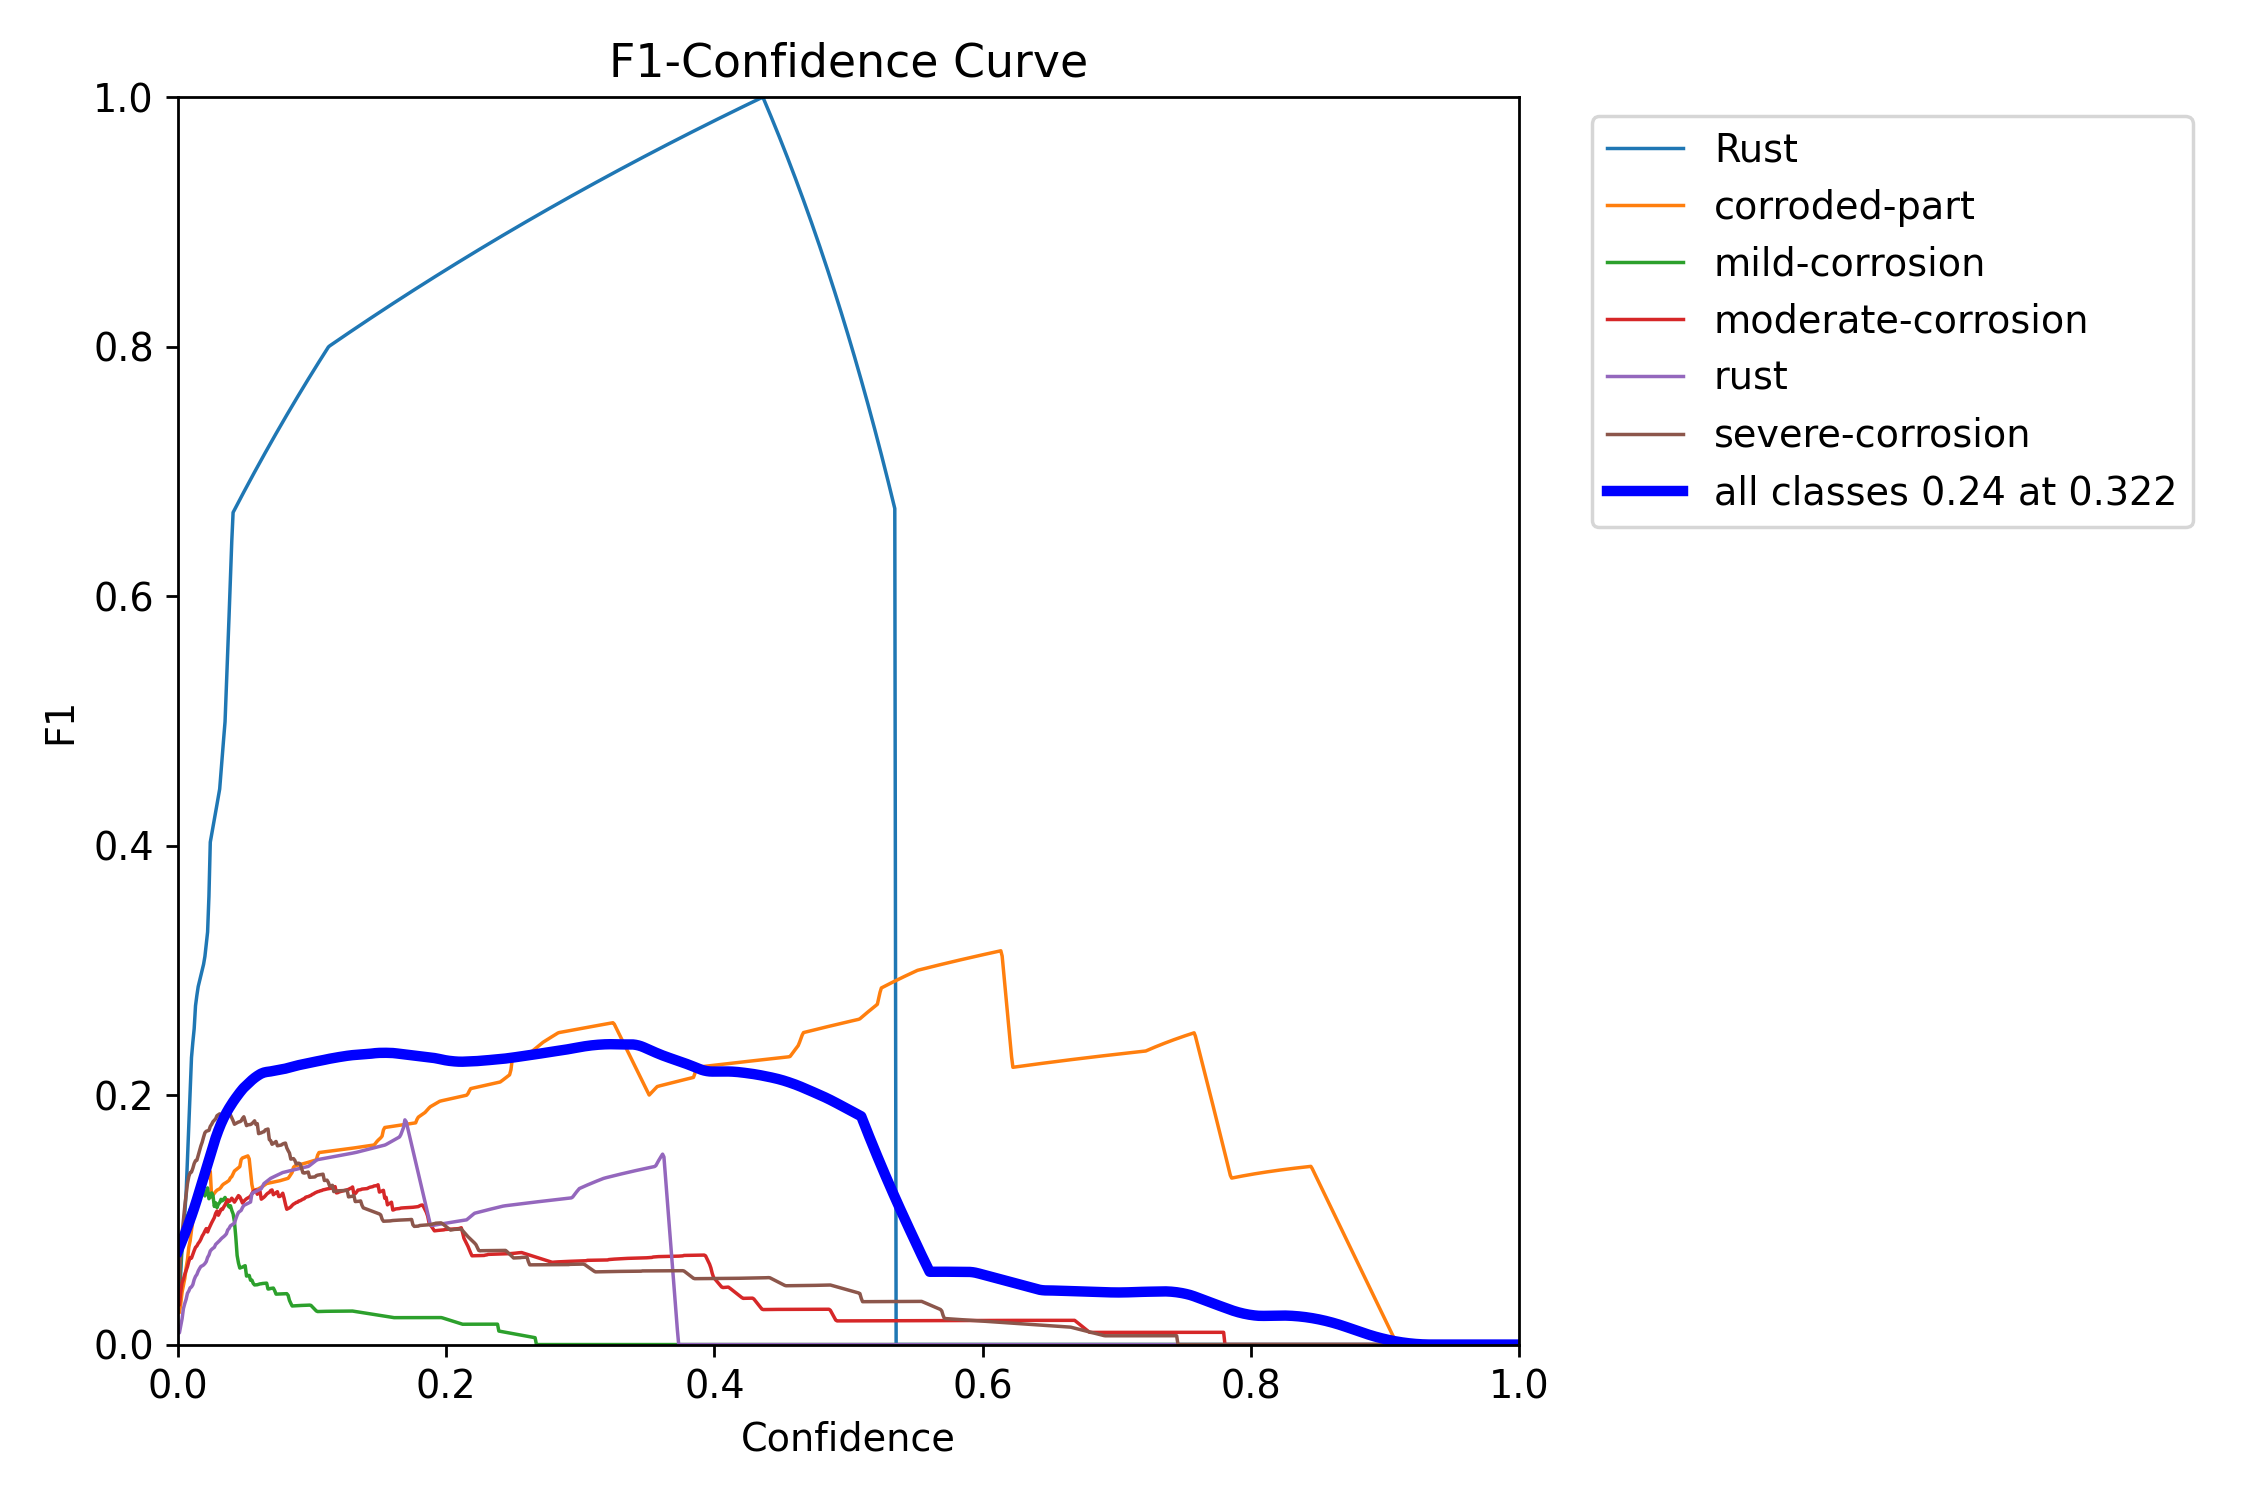 F1-Confidence Curve
1.0
0.8
0.6
0.4
0.2
0.0
F1
0.0 0.2 0.4 0.6 0.8 1.0
Confidence
Rust
corroded-part
mild-corrosion
moderate-corrosion
rust
severe-corrosion
all classes 0.24 at 0.322